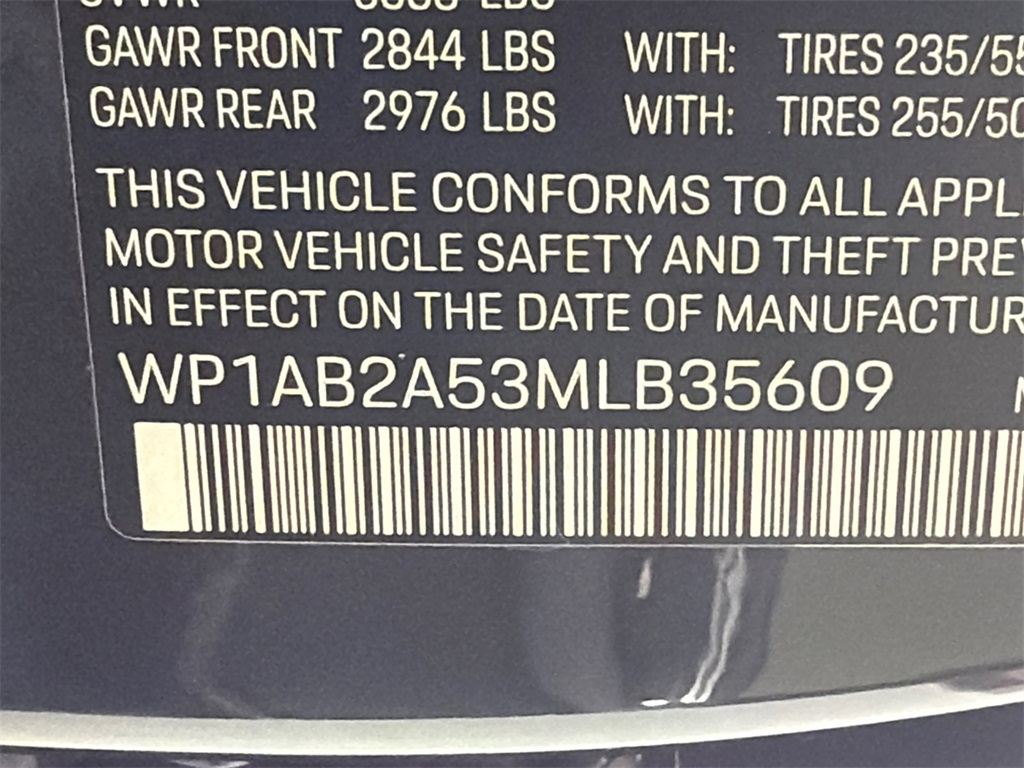 GAWR FRONT 2844 LBS WITH: TIRES 235/55
GAWR REAR 2976 LBS WITH: TIRES 255/50
THIS VEHICLE CONFORMS TO ALL APPL
MOTOR VEHICLE SAFETY AND THEFT PRE
IN EFFECT ON THE DATE OF MANUFACTUR
WP1AB2A53MLB35609